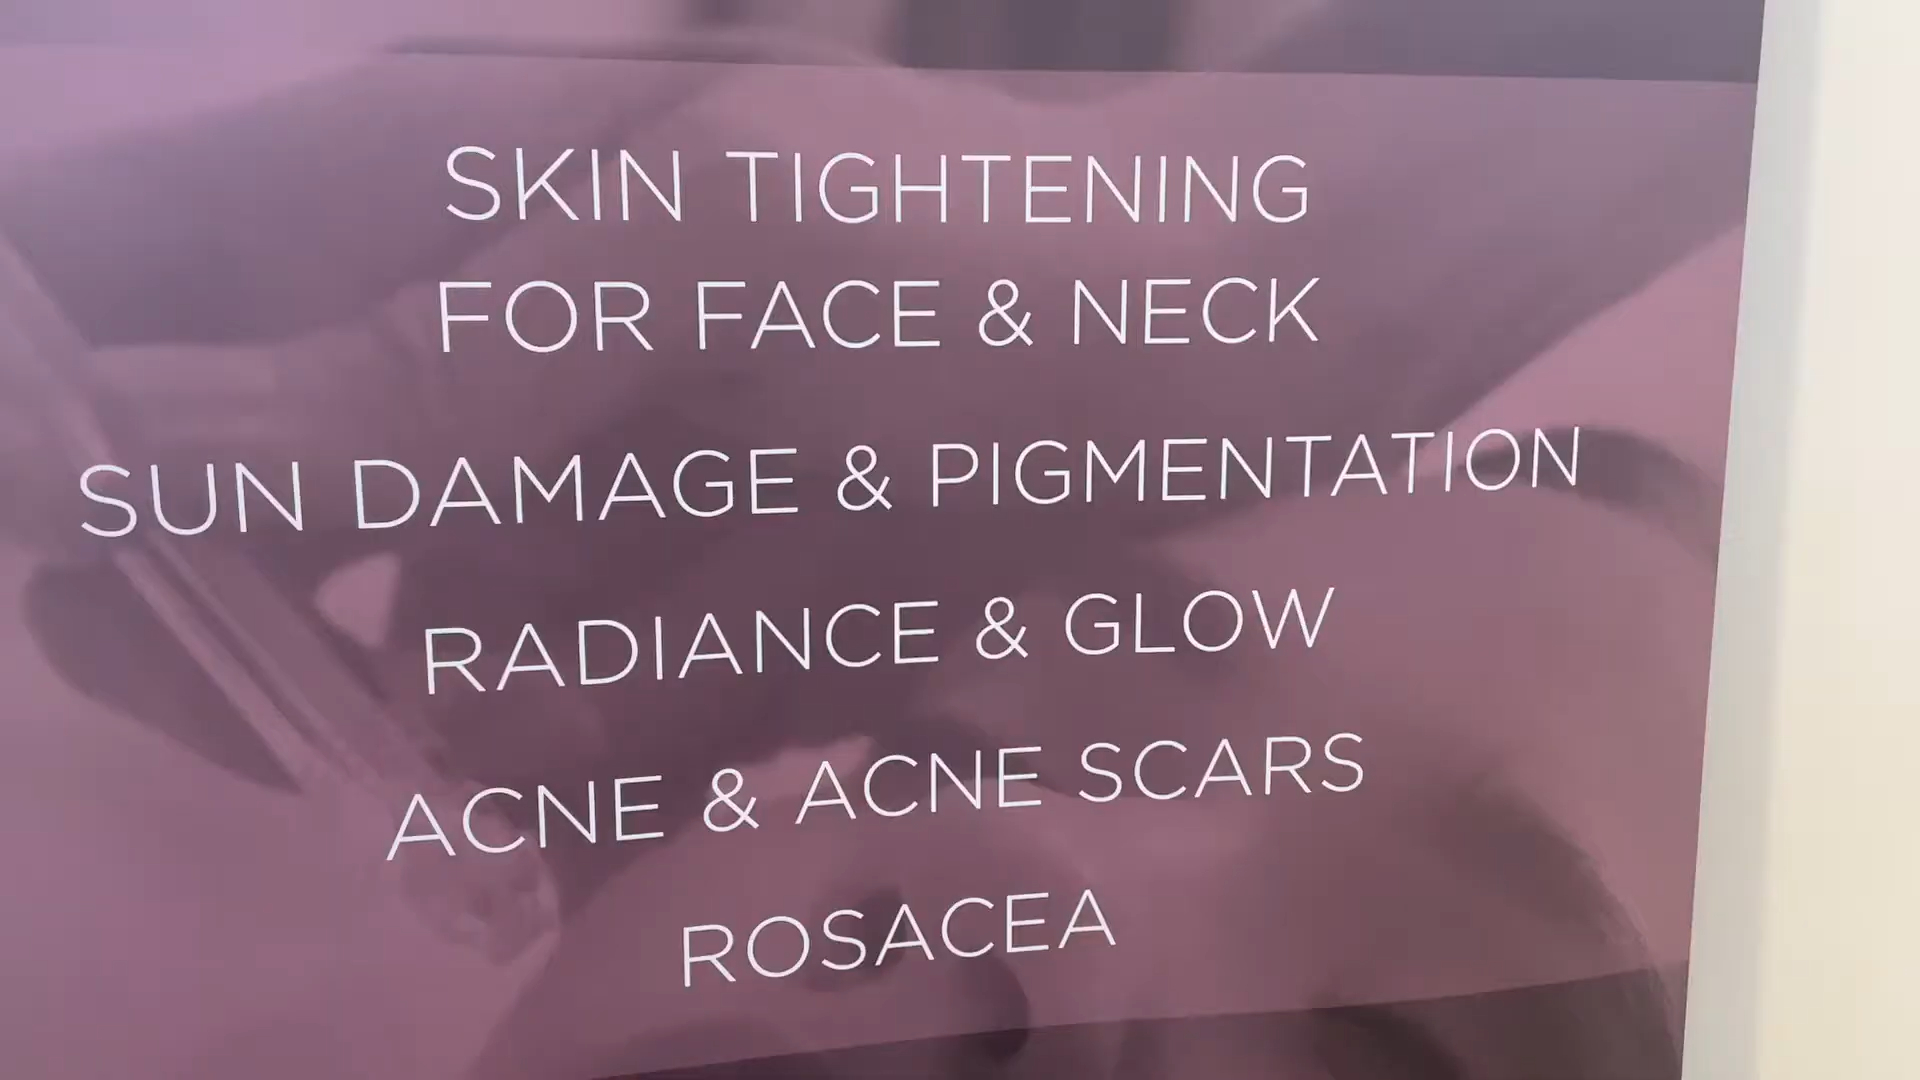 SKIN TIGHTENING
FOR FACE & NECK
SUN DAMAGE & PIGMENTATION
RADIANCE & GLOW
ACNE & ACNE SCARS
ROSACEA